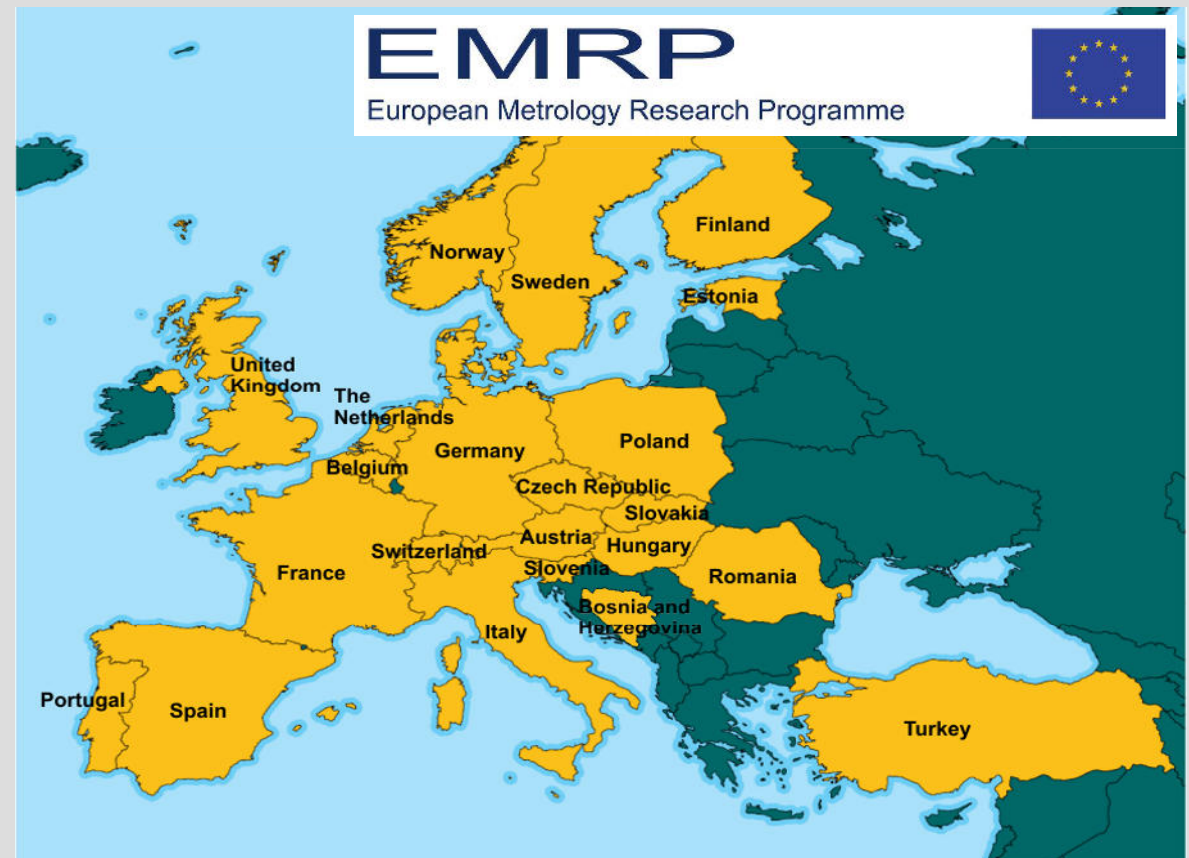 EMRP
European Metrology Research Programme
Finland
Norway
Sweden
Estonia
United
Kingdom
The
Netherlands
Germany
Poland
Belgium
Czech Republic
Slovakia
Austria
Hungary
Switzerland
Slovenia
France
Romania
Bosnia and
Herzegovina
Italy
Portugal
Spain
Turkey